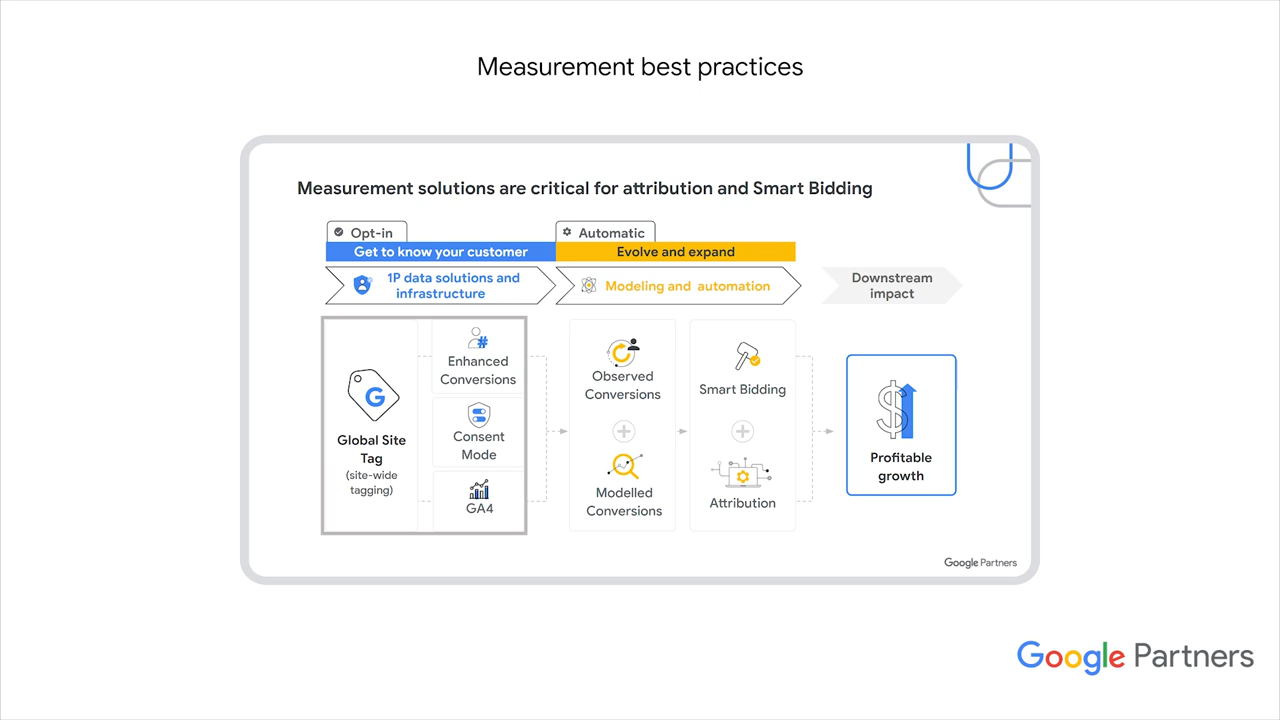 Measurement best practices
Measurement solutions are critical for attribution and Smart Bidding
Opt-in
Automatic
Get to know your customer
Evolve and expand
1P data solutions and
infrastructure
Modeling and automation
Downstream
impact
Global Site
Tag
(site-wide
tagging)
Enhanced
Conversions
Consent
Mode
GA4
Observed
Conversions
Modelled
Conversions
Smart Bidding
Attribution
Profitable
growth
Google Partners
Google Partners